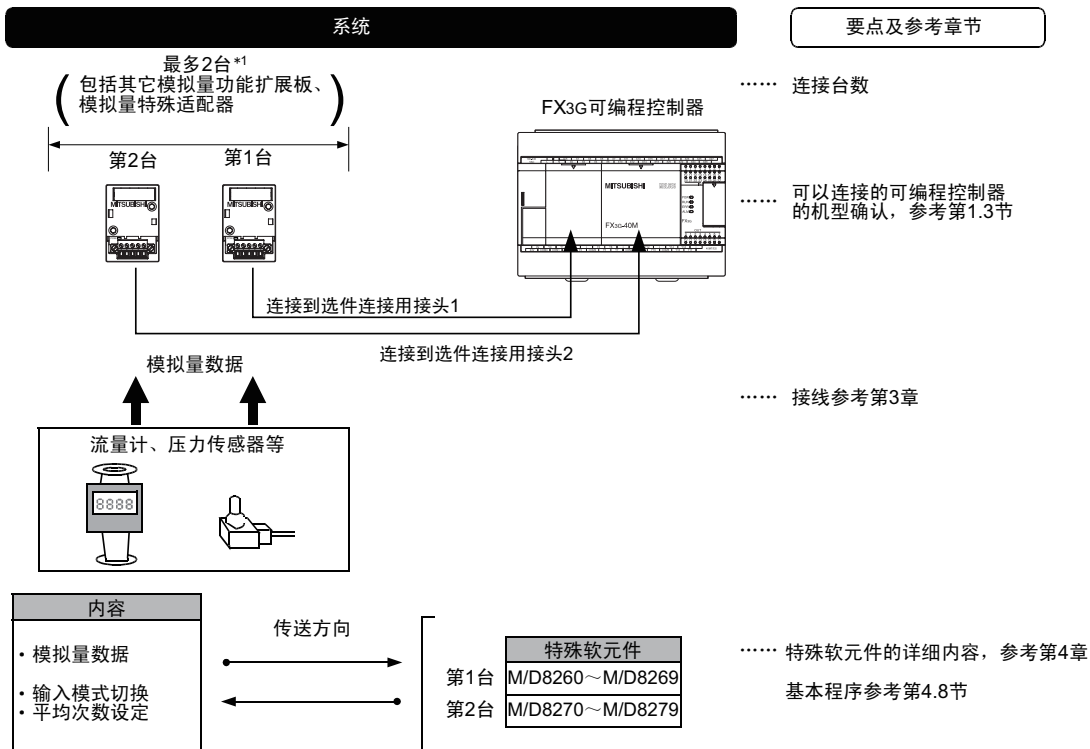 系统
要点及参考章节
最多2台*1
(包括其它模拟量功能扩展板、
模拟量特殊适配器)
…… 连接台数
FX3G可编程控制器
第2台
第1台
MITSUBISHI
MITSUBISHI
MITSUBISHI
FX3G-40M
…… 可以连接的可编程控制器
的机型确认，参考第1.3节
连接到选件连接用接头1
连接到选件连接用接头2
模拟量数据
…… 接线参考第3章
流量计、压力传感器等
8888
内容
・模拟量数据
・输入模式切换
・平均次数设定
传送方向
特殊软元件
第1台 M/D8260～M/D8269
第2台 M/D8270～M/D8279
…… 特殊软元件的详细内容，参考第4章
基本程序参考第4.8节